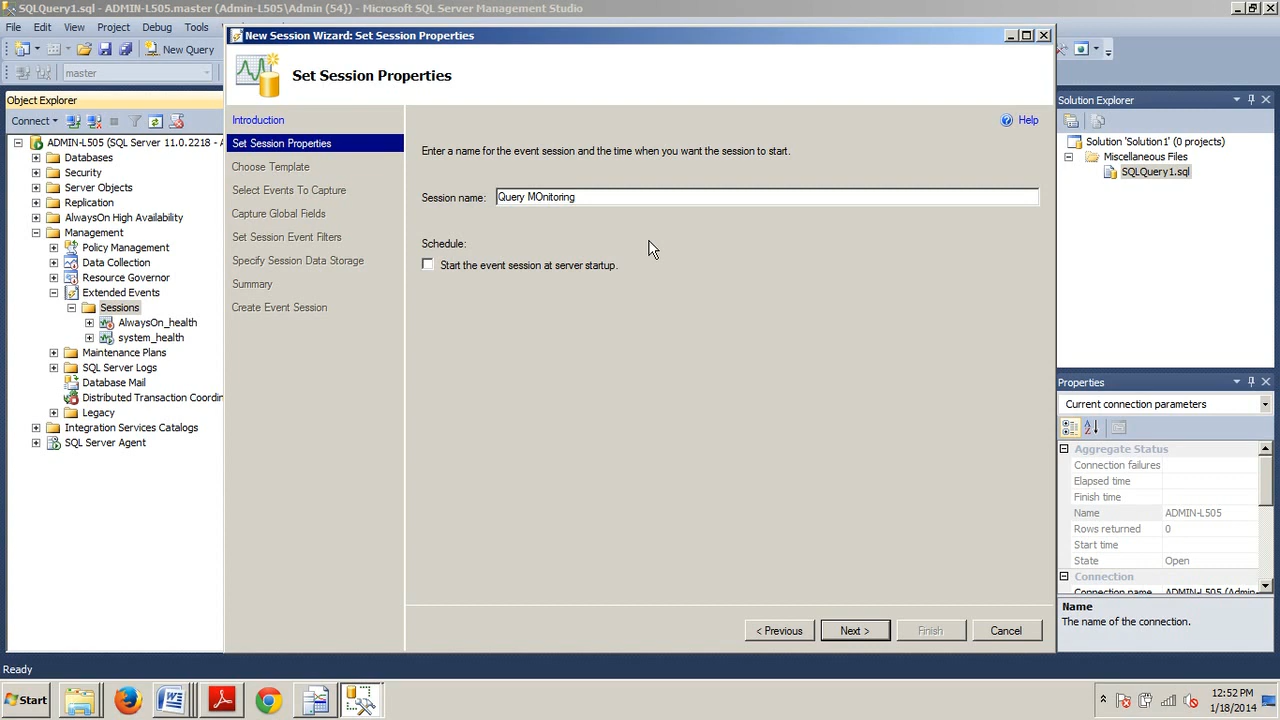 SQLQuery1.sql - ADMIN-L505.master (Admin-L505\Admin (54)) - Microsoft SQL Server Management Studio
File Edit View Project Debug Tools
New Query
master
Object Explorer
Connect
ADMIN-L505 (SQL Server 11.0.2218 - A
Databases
Security
Server Objects
Replication
AlwaysOn High Availability
Management
Policy Management
Data Collection
Resource Governor
Extended Events
Sessions
AlwaysOn_health
system_health
Maintenance Plans
SQL Server Logs
Database Mail
Distributed Transaction Coordin
Legacy
Integration Services Catalogs
SQL Server Agent
New Session Wizard: Set Session Properties
Set Session Properties
Introduction
Set Session Properties
Choose Template
Select Events To Capture
Capture Global Fields
Set Session Event Filters
Specify Session Data Storage
Summary
Create Event Session
Help
Enter a name for the event session and the time when you want the session to start.
Session name: Query MOnitoring
Schedule:
Start the event session at server startup.
< Previous Next > Finish Cancel
Solution Explorer
Solution 'Solution1' (0 projects)
Miscellaneous Files
SQLQuery1.sql
Properties
Current connection parameters
Aggregate Status
Connection failures
Elapsed time
Finish time
Name ADMIN-L505
Rows returned 0
Start time
State Open
Connection
Connection name ADMIN-L505 (Admin
Name
The name of the connection.
Ready
Start
12:52 PM
1/18/2014